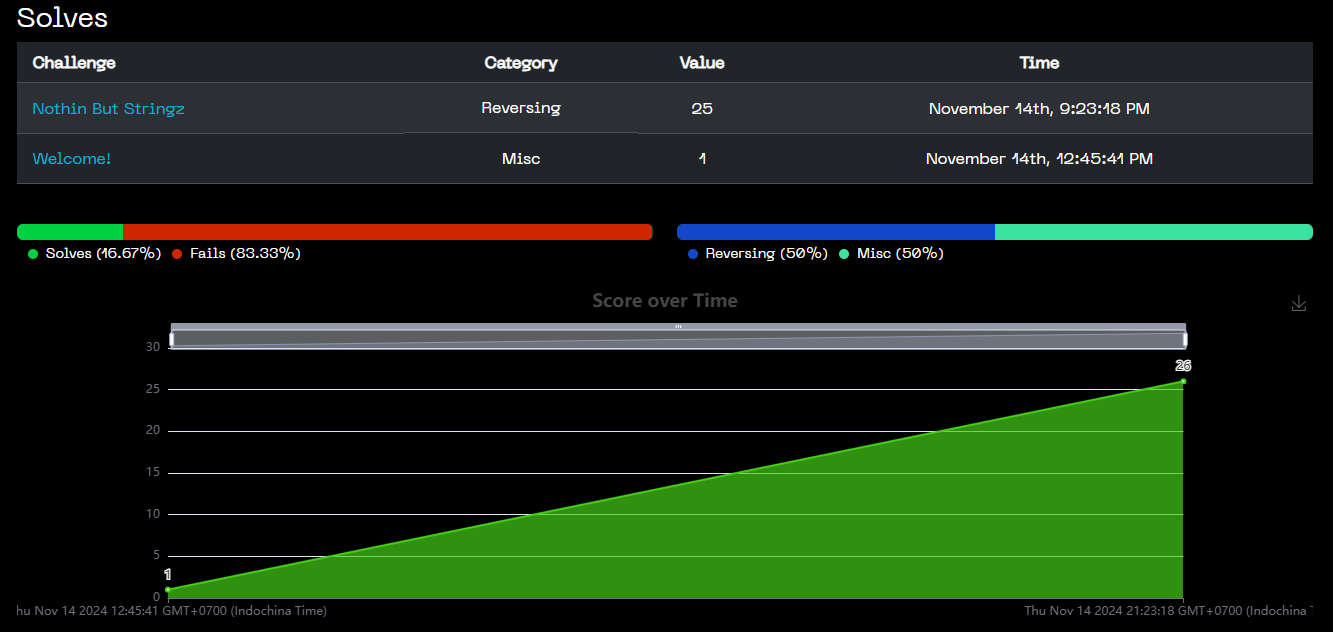 Solves
Challenge Category Value Time
Nothin But Stringz Reversing 25 November 14th, 9:23:18 PM
Welcome! Misc 1 November 14th, 12:45:41 PM
Solves (16.67%) Fails (83.33%) Reversing (50%) Misc (50%)
Score over Time
30
26
25
20
15
10
5
1
0
hu Nov 14 2024 12:45:41 GMT+0700 (Indochina Time) Thu Nov 14 2024 21:23:18 GMT+0700 (Indochina